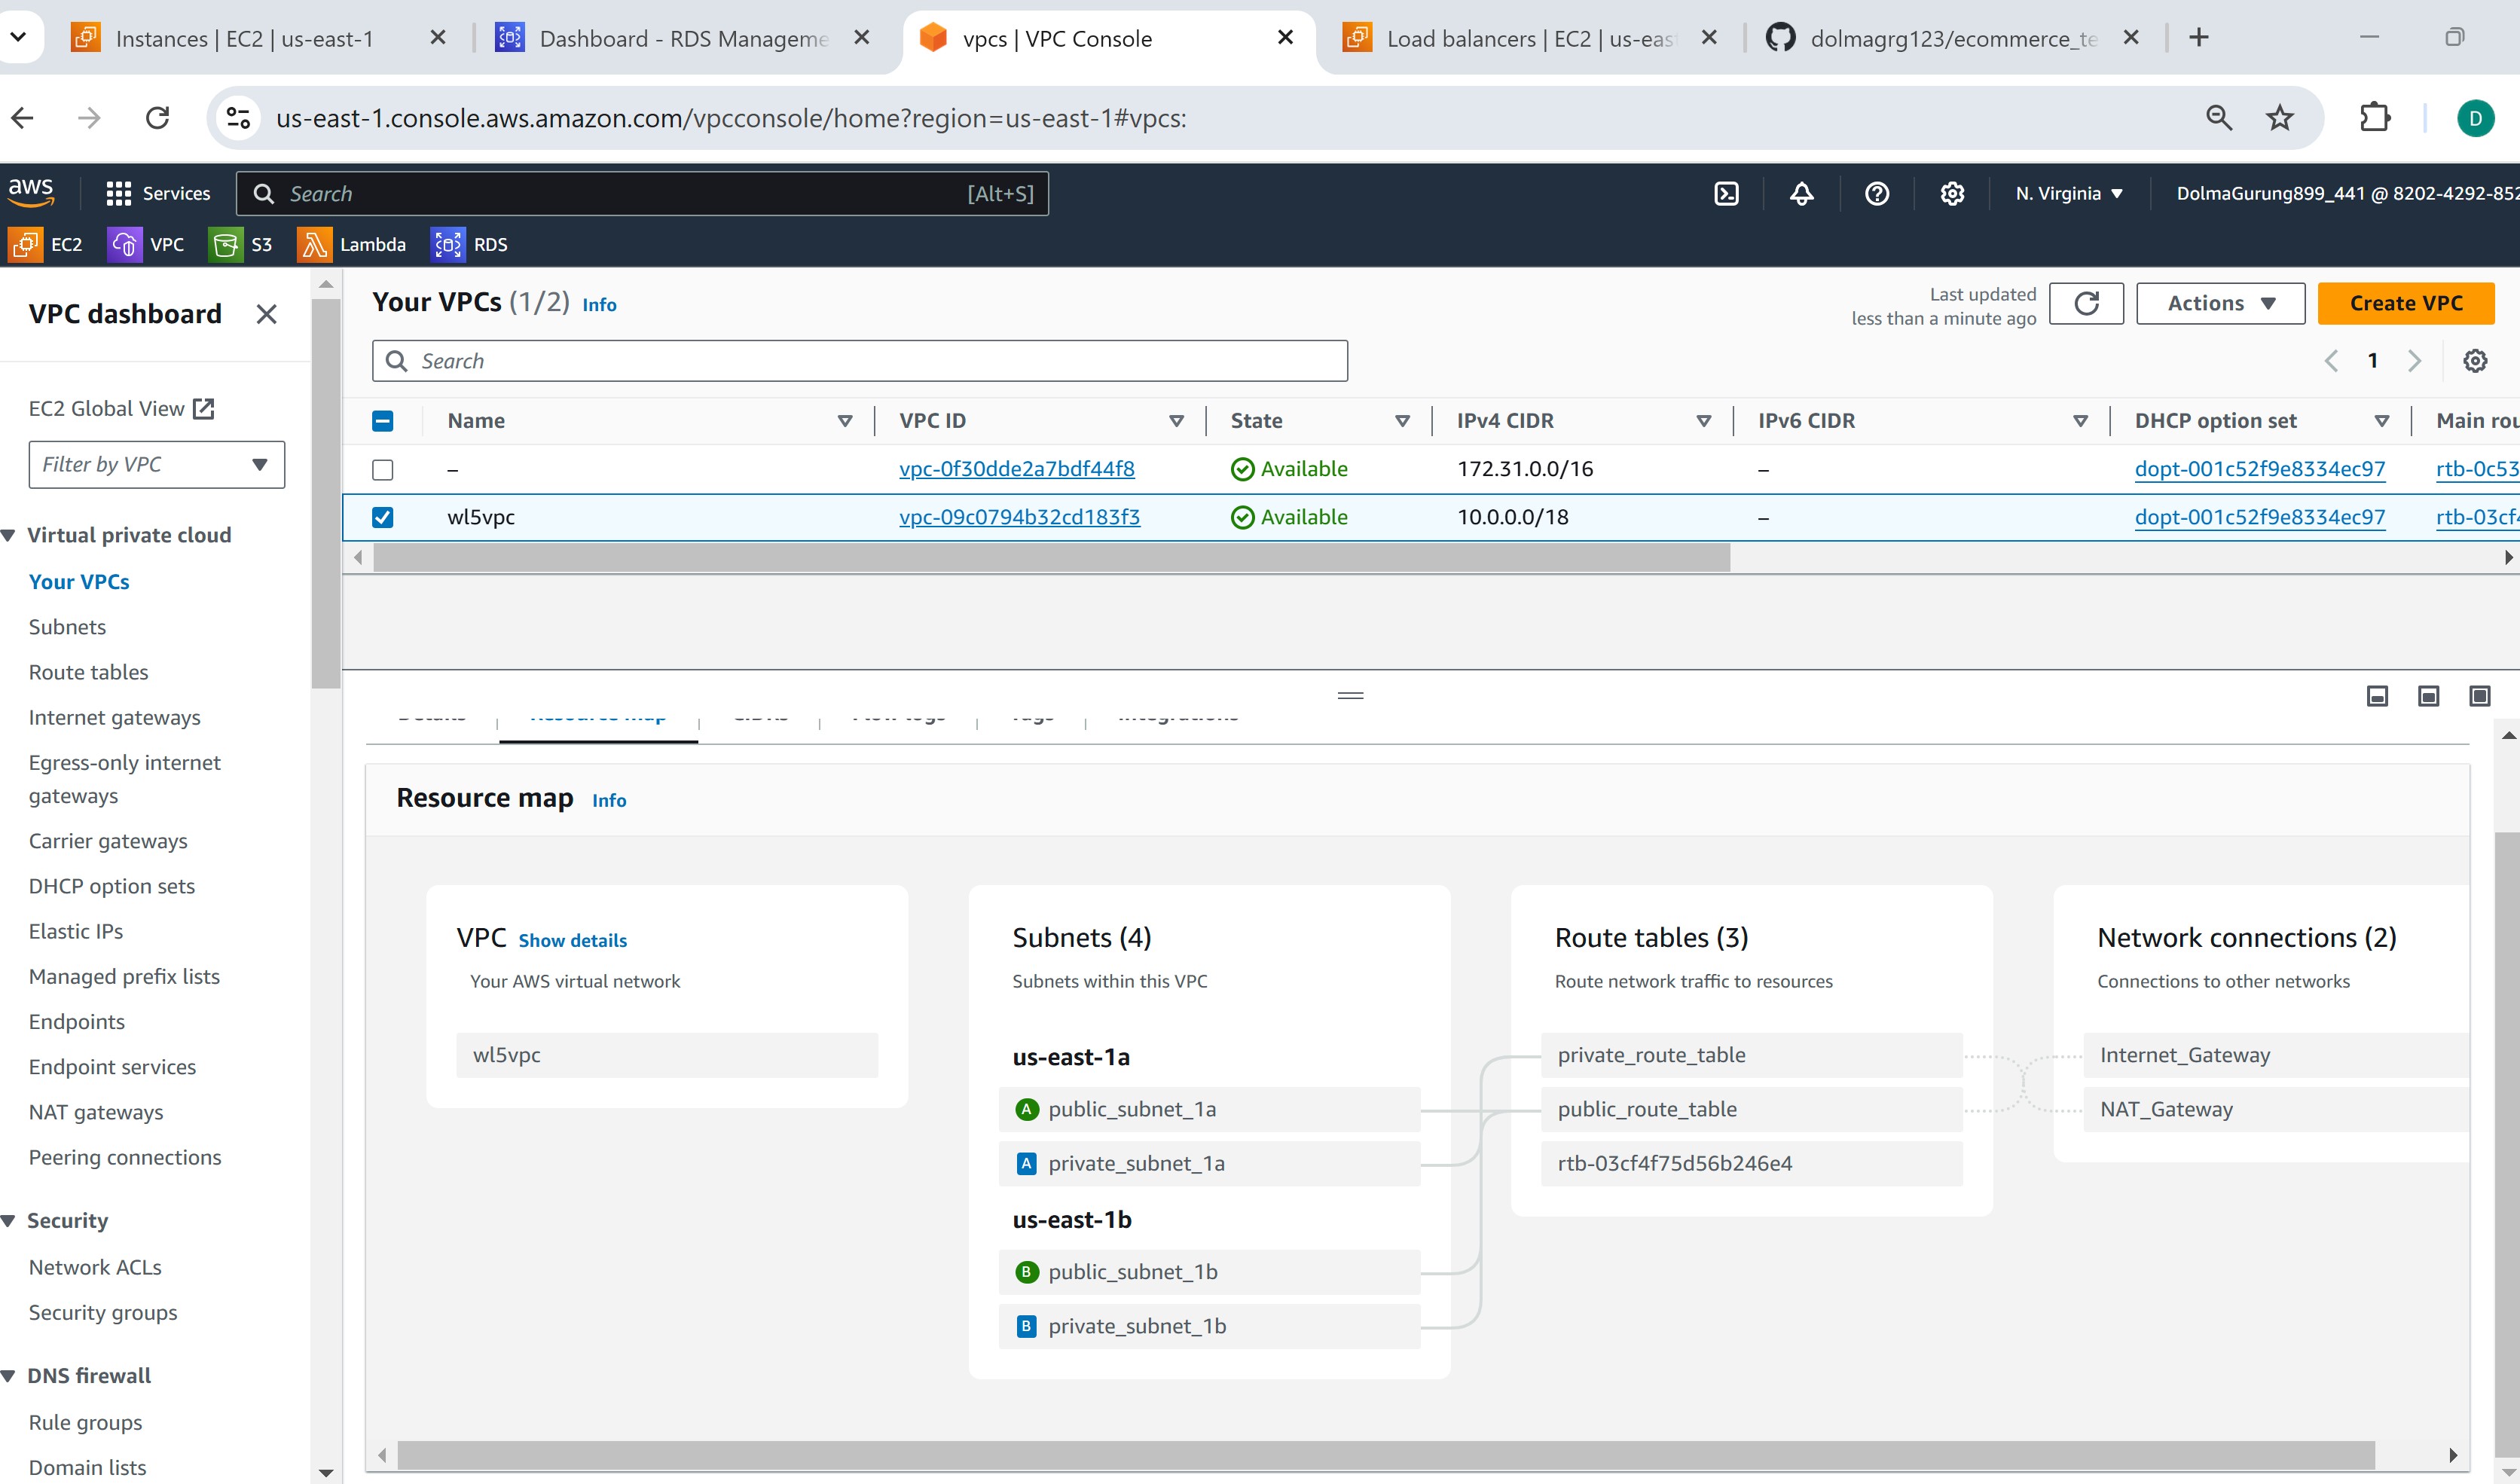 Instances | EC2 | us-east-1
Dashboard - RDS Manageme
vpcs | VPC Console
Load balancers | EC2 | us-eas
dolmagrg123/ecommerce_te
us-east-1.console.aws.amazon.com/vpcconsole/home?region=us-east-1#vpcs:
D
aws
Services
Search
[Alt+S]
N. Virginia
DolmaGurung899_441 @ 8202-4292-852
EC2
VPC
S3
Lambda
RDS
VPC dashboard
EC2 Global View
Filter by VPC
Virtual private cloud
Your VPCs
Subnets
Route tables
Internet gateways
Egress-only internet
gateways
Carrier gateways
DHCP option sets
Elastic IPs
Managed prefix lists
Endpoints
Endpoint services
NAT gateways
Peering connections
Security
Network ACLs
Security groups
DNS firewall
Rule groups
Domain lists
Your VPCs (1/2) Info
Last updated
less than a minute ago
Actions
Create VPC
Search
1
Name VPC ID State IPv4 CIDR IPv6 CIDR DHCP option set Main rou
– vpc-0f30dde2a7bdf44f8 Available 172.31.0.0/16 – dopt-001c52f9e8334ec97 rtb-0c53
wl5vpc vpc-09c0794b32cd183f3 Available 10.0.0.0/18 – dopt-001c52f9e8334ec97 rtb-03cf4
Details Resource map CIDRs Flow logs Tags Integrations
Resource map Info
VPC Show details
Your AWS virtual network
wl5vpc
Subnets (4)
Subnets within this VPC
us-east-1a
A public_subnet_1a
A private_subnet_1a
us-east-1b
B public_subnet_1b
B private_subnet_1b
Route tables (3)
Route network traffic to resources
private_route_table
public_route_table
rtb-03cf4f75d56b246e4
Network connections (2)
Connections to other networks
Internet_Gateway
NAT_Gateway